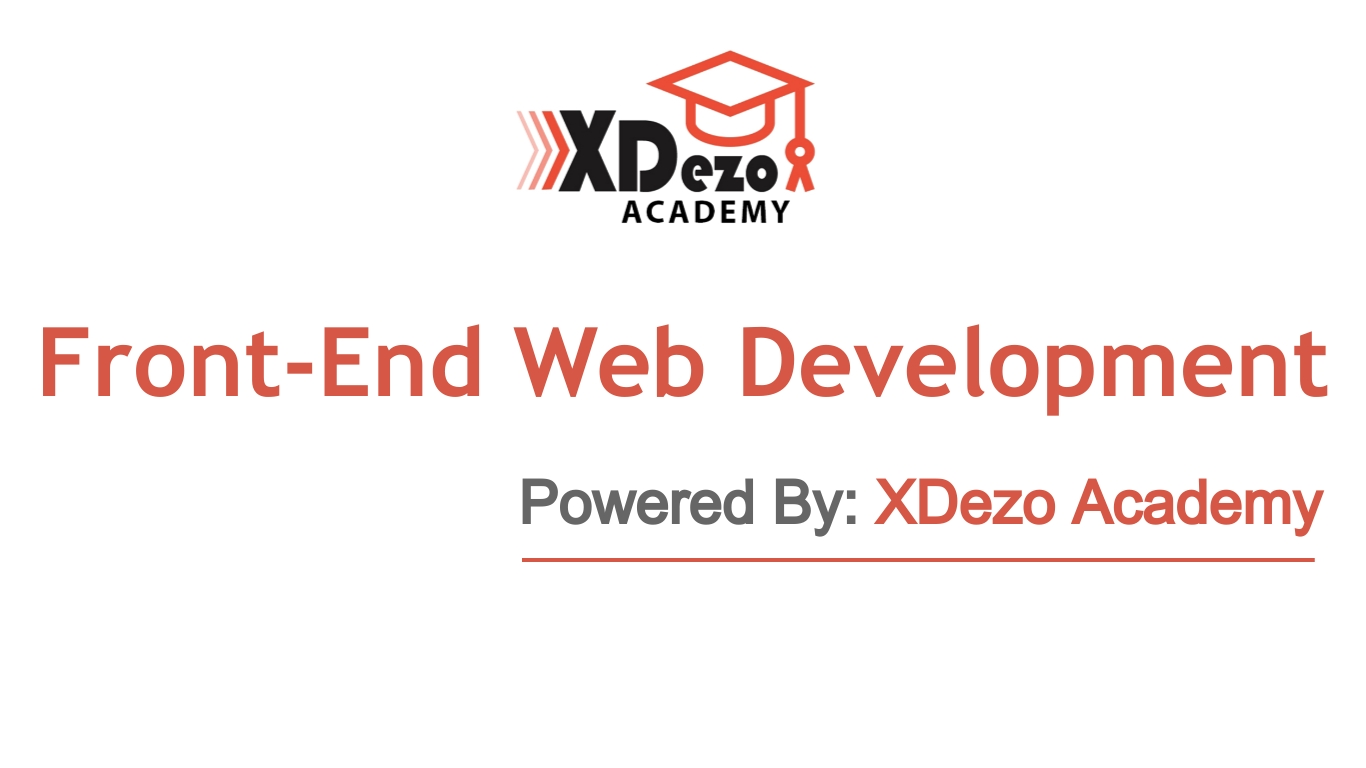 XDezo
ACADEMY
Front-End Web Development
Powered By: XDezo Academy